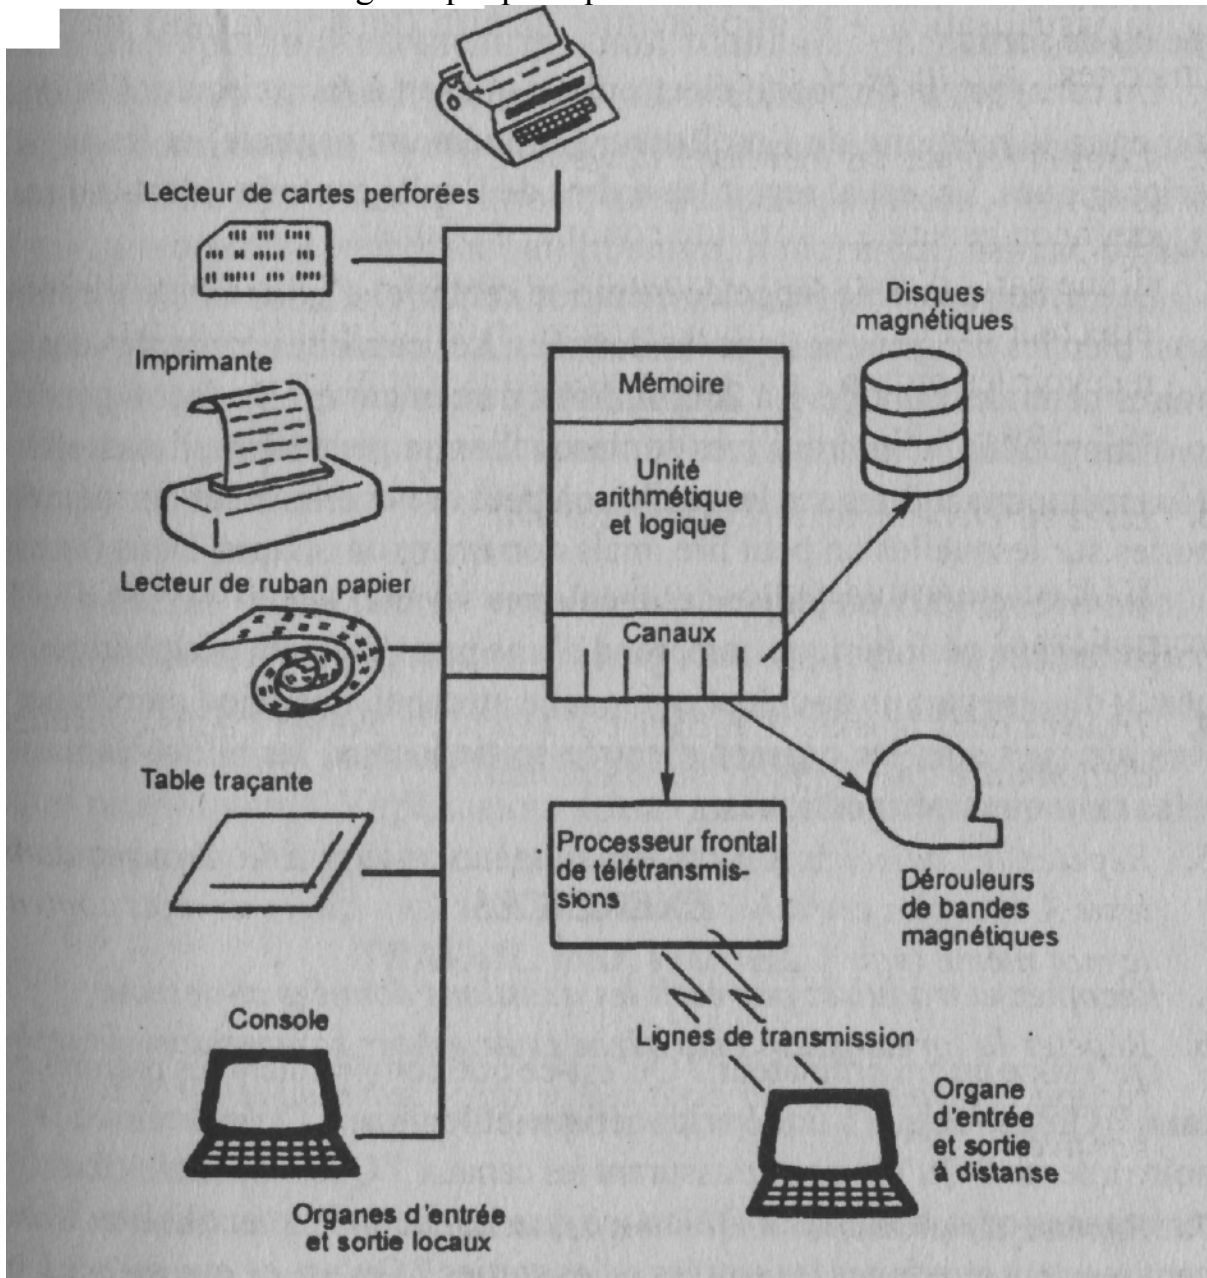 Lecteur de cartes perforées
Imprimante
Lecteur de ruban papier
Table traçante
Console
Organes d'entrée
et sortie locaux
Mémoire
Unité
arithmétique
et logique
Canaux
Processeur frontal
de télétransmis-
sions
Lignes de transmission
Disques
magnétiques
Dérouleurs
de bandes
magnétiques
Organe
d'entrée
et sortie
à distanse